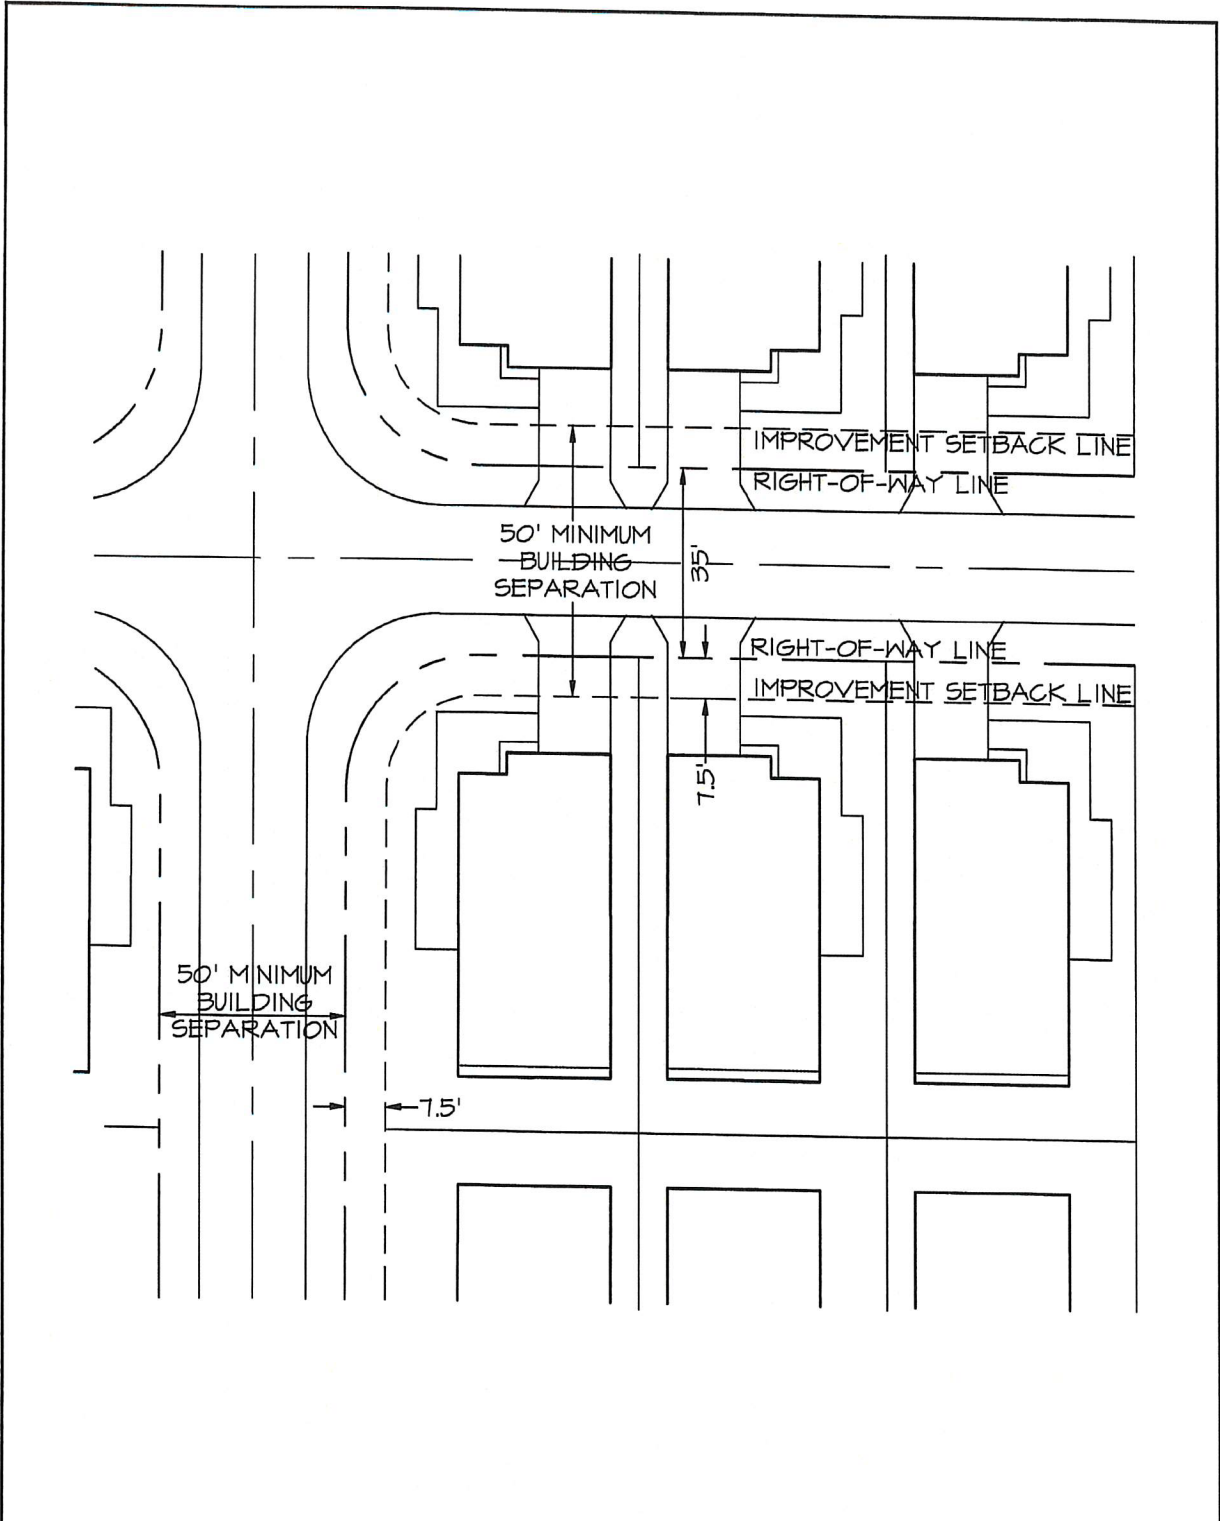 IMPROVEMENT SETBACK LINE
RIGHT-OF-WAY LINE
50' MINIMUM
BUILDING
SEPARATION
35'
RIGHT-OF-WAY LINE
IMPROVEMENT SETBACK LINE
7.5'
50' MINIMUM
BUILDING
SEPARATION
7.5'